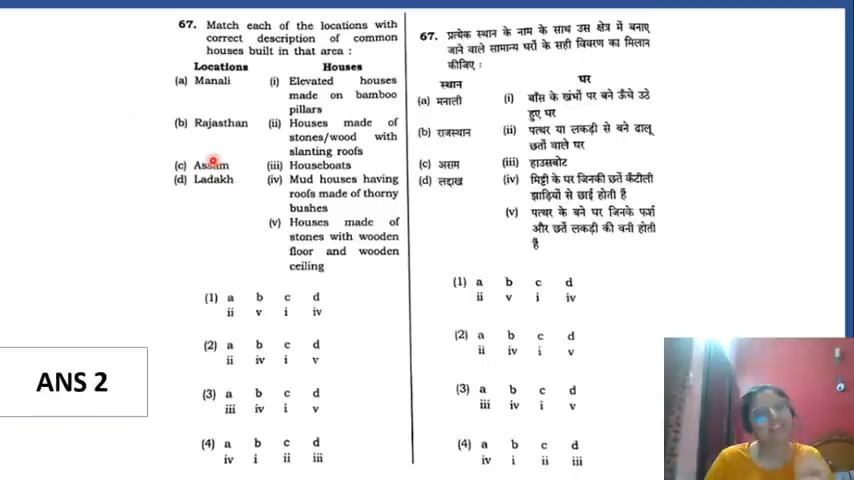 67. Match each of the locations with
correct description of common
houses built in that area :
Locations Houses
(a) Manali (i) Elevated houses
made on bamboo
pillars
(b) Rajasthan (ii) Houses made of
stones/wood with
slanting roofs
(c) Assam (iii) Houseboats
(d) Ladakh (iv) Mud houses having
roofs made of thorny
bushes
(v) Houses made of
stones with wooden
floor and wooden
ceiling
(1) a b c d
ii v i iv
(2) a b c d
ii iv i v
(3) a b c d
iii iv i v
(4) a b c d
iv i ii iii
67. प्रत्येक स्थान के नाम के साथ उस क्षेत्र में बनाए
जाने वाले सामान्य घरों के सही विवरण का मिलान
कीजिए :
स्थान घर
(a) मनाली (i) बाँस के खंभों पर बने ऊँचे उठे
हुए घर
(b) राजस्थान (ii) पत्थर या लकड़ी से बने ढालू
छतों वाले घर
(c) असम (iii) हाउसबोट
(d) लद्दाख (iv) मिट्टी के घर जिनकी छतें कँटीली
झाड़ियों से छाई होती हैं
(v) पत्थर के बने घर जिनके फर्श
और छतें लकड़ी की बनी होती
हैं
(1) a b c d
ii v i iv
(2) a b c d
ii iv i v
(3) a b c d
iii iv i v
(4) a b c d
iv i ii iii
ANS 2